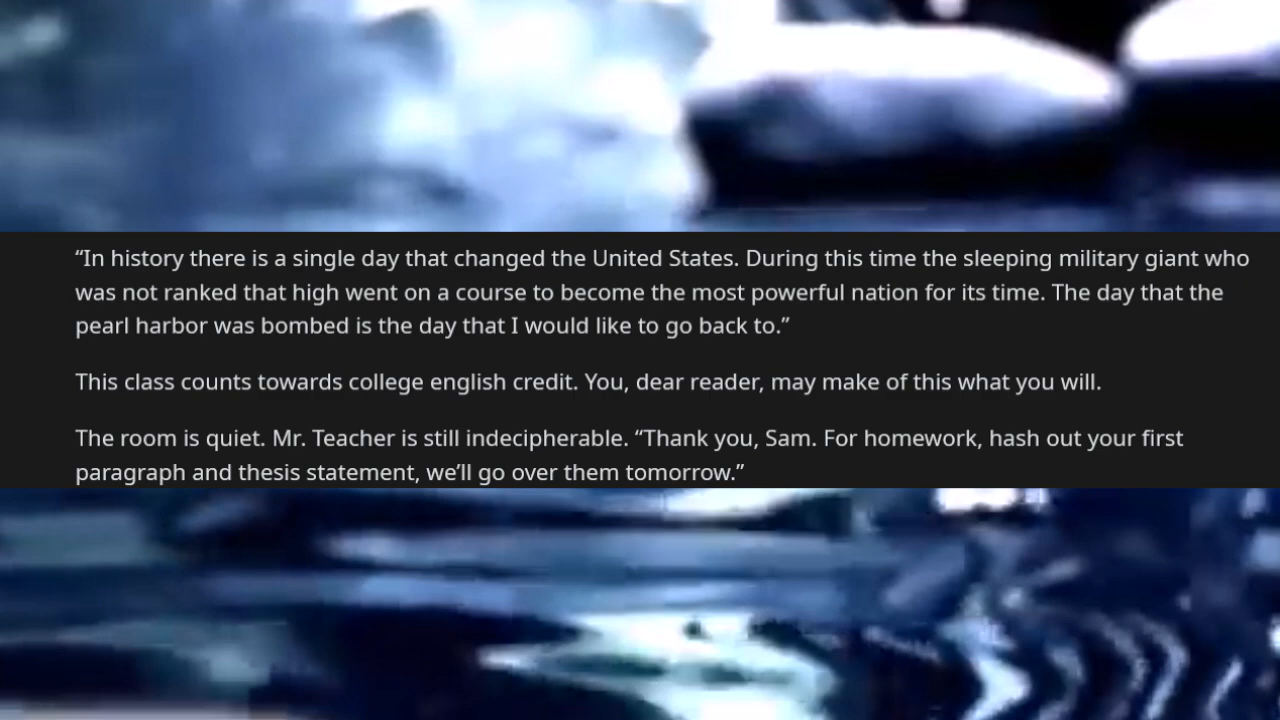 “In history there is a single day that changed the United States. During this time the sleeping military giant who
was not ranked that high went on a course to become the most powerful nation for its time. The day that the
pearl harbor was bombed is the day that I would like to go back to.”
This class counts towards college english credit. You, dear reader, may make of this what you will.
The room is quiet. Mr. Teacher is still indecipherable. “Thank you, Sam. For homework, hash out your first
paragraph and thesis statement, we’ll go over them tomorrow.”